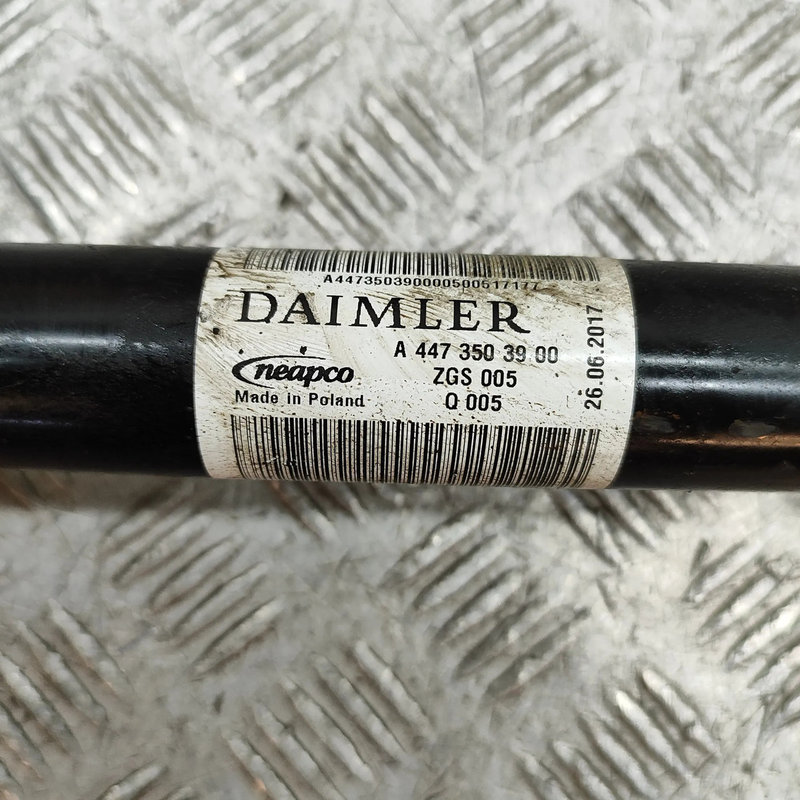 A4473503900000500517177
DAIMLER
neapco
Made in Poland
A 447 350 39 00
ZGS 005
Q 005
26.06.2017